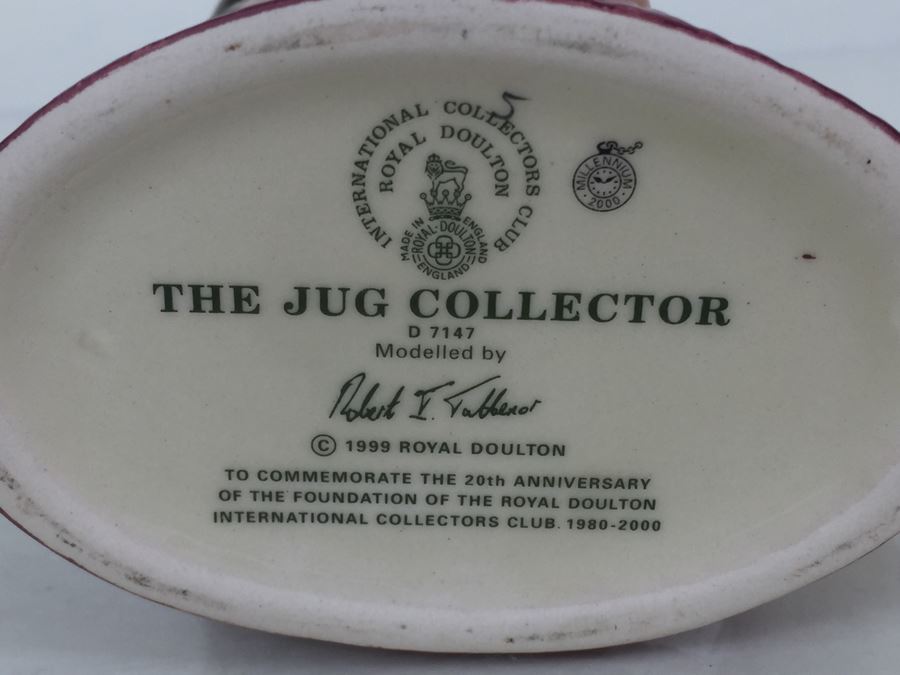 INTERNATIONAL COLLECTORS CLUB
ROYAL DOULTON
MADE IN ENGLAND
ROYAL·DOULTON
ENGLAND
5
MILLENNIUM
2000
THE JUG COLLECTOR
D 7147
Modelled by
Robert I. Tabbenor
© 1999 ROYAL DOULTON
TO COMMEMORATE THE 20th ANNIVERSARY
OF THE FOUNDATION OF THE ROYAL DOULTON
INTERNATIONAL COLLECTORS CLUB. 1980-2000